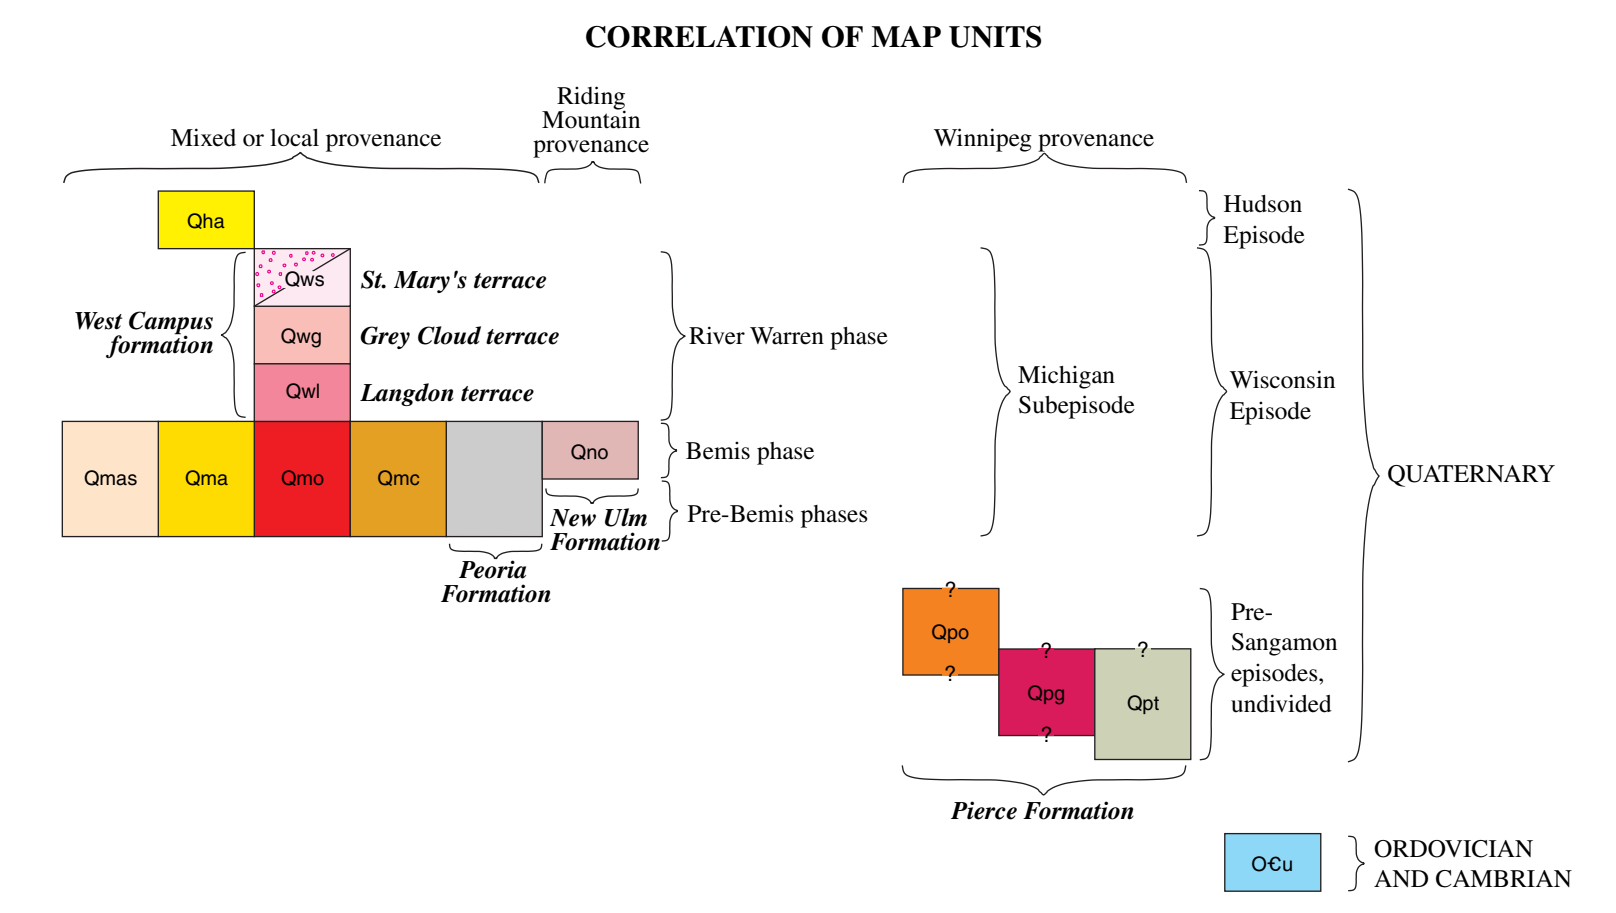 CORRELATION OF MAP UNITS
Riding
Mountain
provenance
Mixed or local provenance
Winnipeg provenance
Qha
Hudson
Episode
Qws
St. Mary's terrace
West Campus
formation
Qwg
Grey Cloud terrace
River Warren phase
Qwl
Langdon terrace
Michigan
Subepisode
Wisconsin
Episode
Qmas
Qma
Qmo
Qmc
Qno
Bemis phase
QUATERNARY
New Ulm
Formation
Pre-Bemis phases
Peoria
Formation
?
Qpo
?
?
Qpg
?
?
Qpt
Pre-
Sangamon
episodes,
undivided
Pierce Formation
O€u
ORDOVICIAN
AND CAMBRIAN